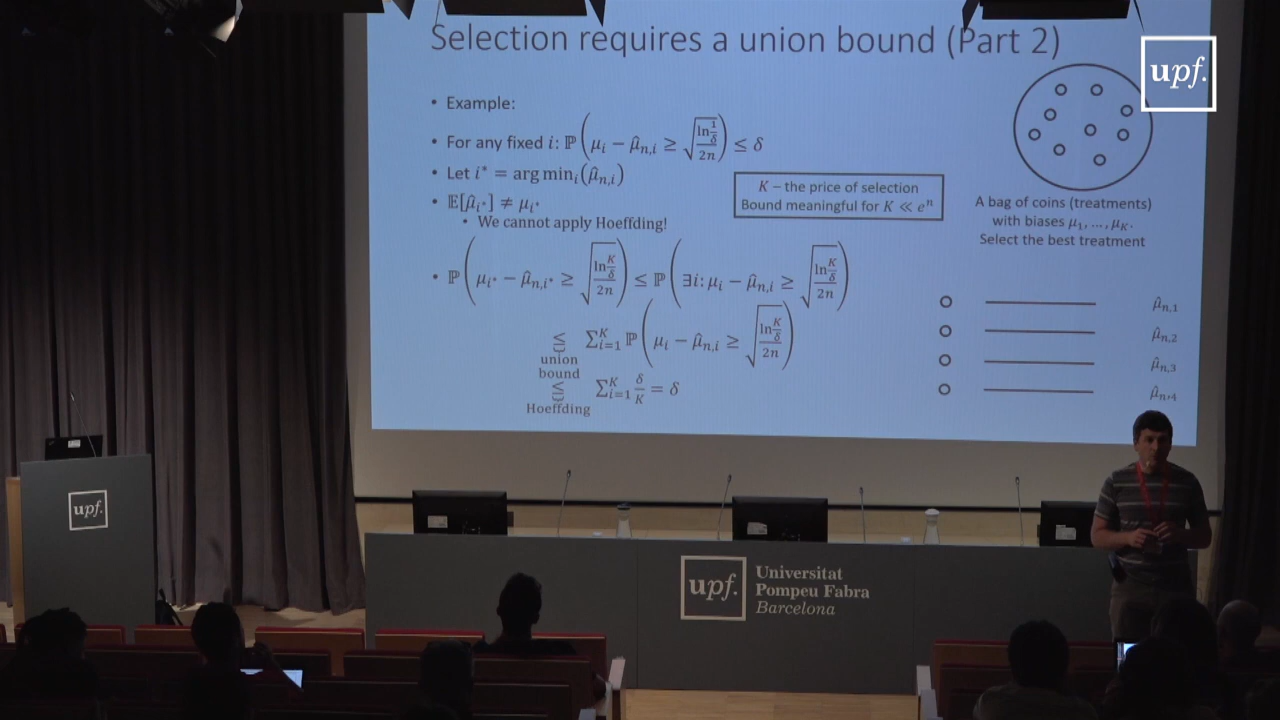 Selection requires a union bound (Part 2)
upf.
• Example:
• For any fixed i: ℙ(μ_i − μ̂_{n,i} ≥ √(ln(1/δ)/2n)) ≤ δ
• Let i* = arg min_i(μ̂_{n,i})
• 𝔼[μ̂_{i*}] ≠ μ_{i*}
• We cannot apply Hoeffding!
K – the price of selection
Bound meaningful for K ≪ e^n
A bag of coins (treatments)
with biases μ_1, … , μ_K.
Select the best treatment
• ℙ(μ_{i*} − μ̂_{n,i*} ≥ √(ln(K/δ)/2n)) ≤ ℙ(∃i: μ_i − μ̂_{n,i} ≥ √(ln(K/δ)/2n))
≤ ∑_{i=1}^K ℙ(μ_i − μ̂_{n,i} ≥ √(ln(K/δ)/2n))
union
bound
≤ ∑_{i=1}^K δ/K = δ
Hoeffding
μ̂_{n,1}
μ̂_{n,2}
μ̂_{n,3}
μ̂_{n,4}
upf.
upf.
Universitat
Pompeu Fabra
Barcelona